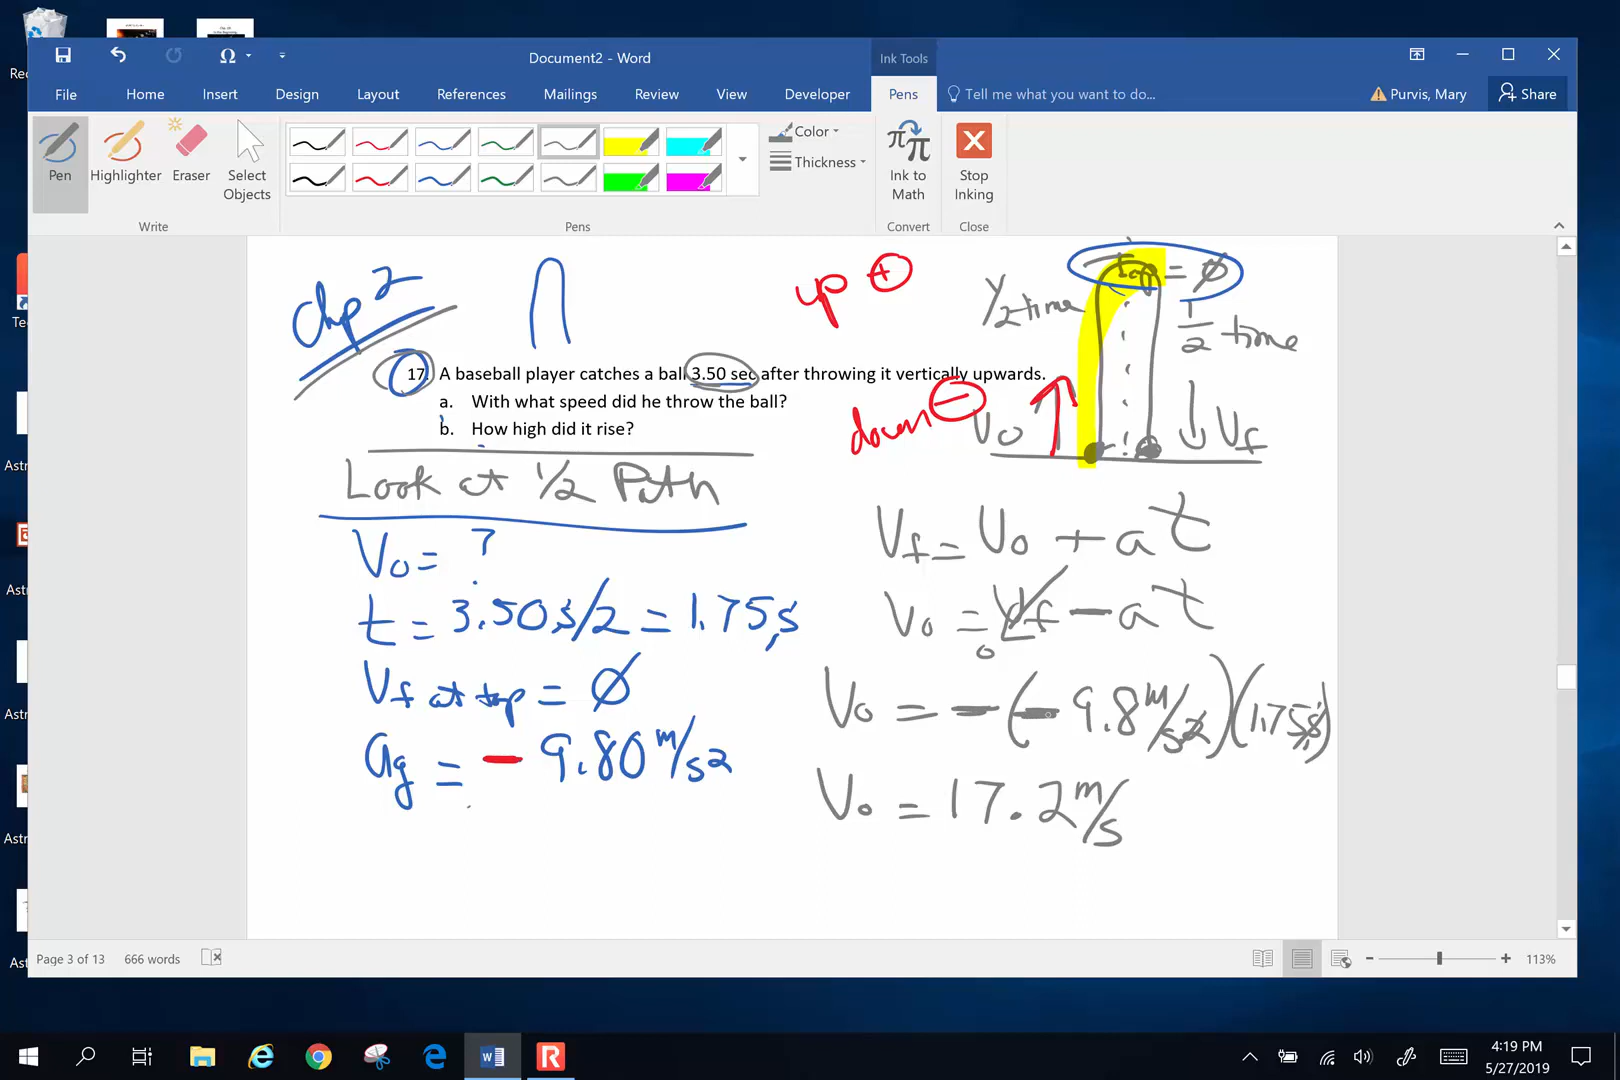 Document2 - Word
Ink Tools
File Home Insert Design Layout References Mailings Review View Developer Pens Tell me what you want to do... Purvis, Mary Share
Pen Highlighter Eraser Select Objects
Color
Thickness
Ink to Math
Stop Inking
Write Pens Convert Close
chp 2
up +
top = ∅
1/2 time
1/2 time
17. A baseball player catches a ball 3.50 sec after throwing it vertically upwards.
a. With what speed did he throw the ball?
b. How high did it rise?
down −
Vo
Vf
Look at 1/2 Path
Vo = ?
t = 3.50 s/2 = 1.75 s
Vf at top = ∅
ag = - 9.80 m/s2
Vf = Vo + at
Vo = Vf - at
0
Vo = - (- 9.8 m/s2)(1.75 s)
Vo = 17.2 m/s
Page 3 of 13 666 words
113%
4:19 PM
5/27/2019